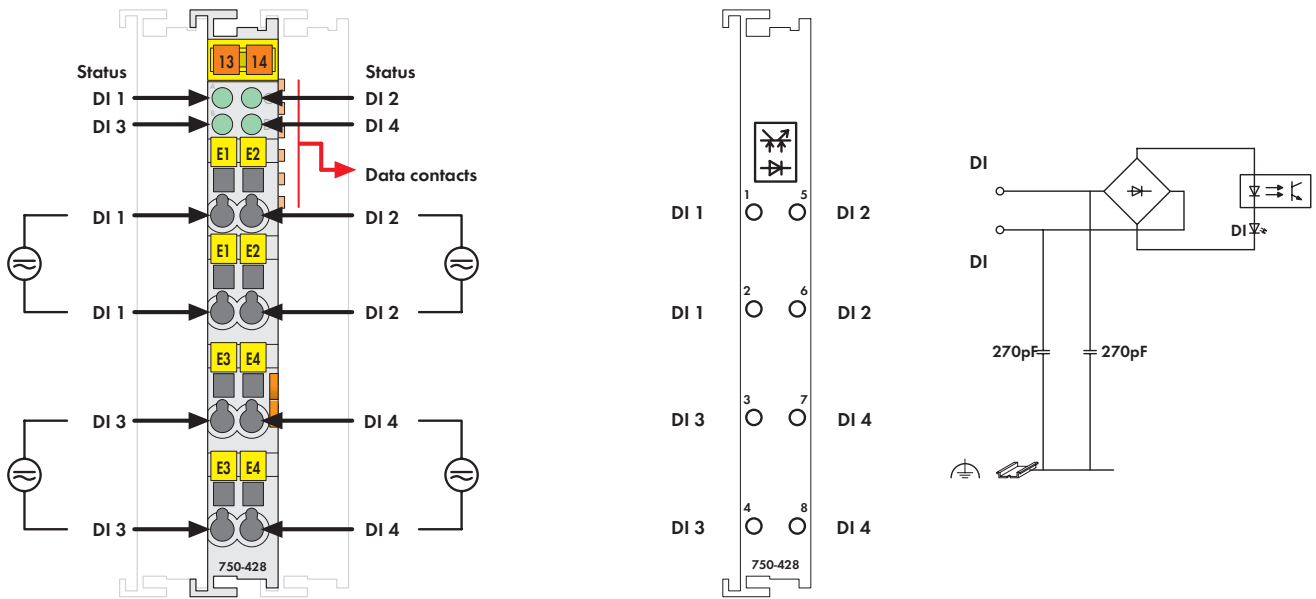 13 14
Status
Status
DI 1
DI 2
DI 3
DI 4
E1 E2
Data contacts
DI 1
DI 2
E1 E2
DI 1
DI 2
E3 E4
DI 3
DI 4
E3 E4
DI 3
DI 4
750-428
1 5
DI 1
DI 2
2 6
DI 1
DI 2
3 7
DI 3
DI 4
4 8
DI 3
DI 4
750-428
DI
DI
DI
270pF
270pF